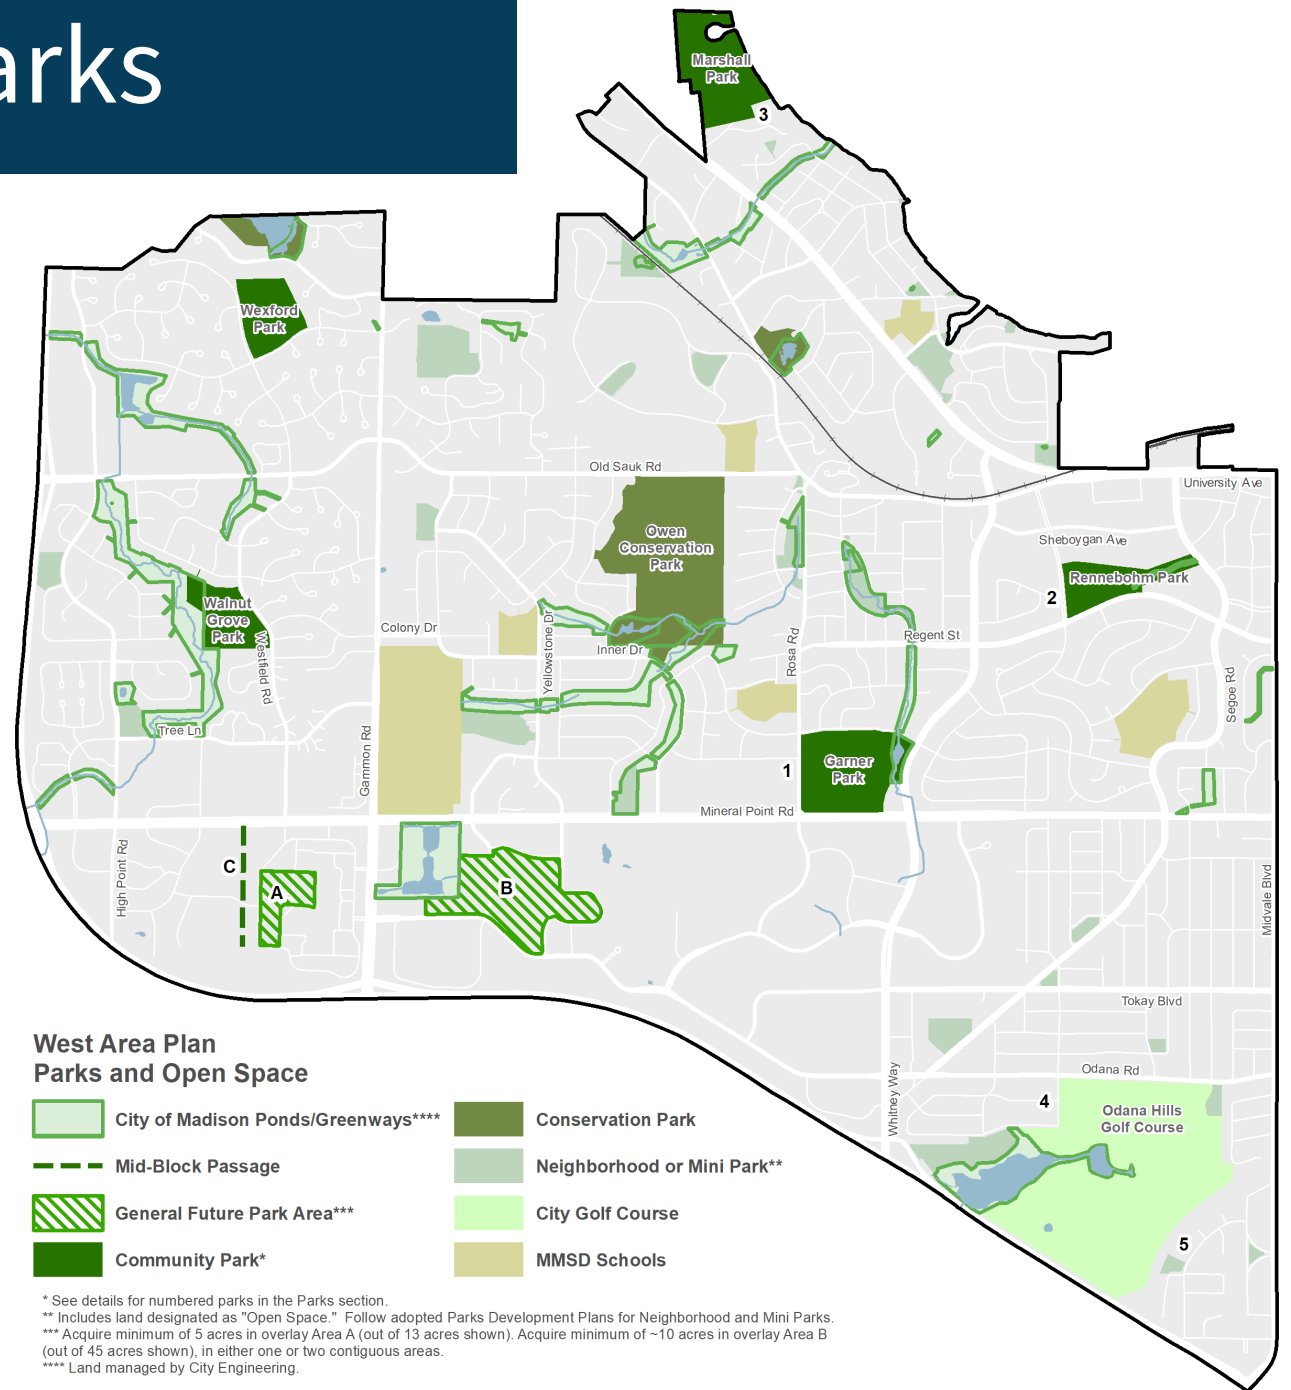 arks
Marshall
Park
3
Wexford
Park
Old Sauk Rd
University Ave
Owen
Conservation
Park
Sheboygan Ave
Rennebohm Park
2
Walnut
Grove
Park
Westfield Rd
Colony Dr
Yellowstone Dr
Inner Dr
Rosa Rd
Regent St
Segoe Rd
Tree Ln
Gammon Rd
1
Garner
Park
Mineral Point Rd
High Point Rd
C
A
B
Midvale Blvd
Tokay Blvd
Whitney Way
Odana Rd
4
Odana Hills
Golf Course
5
West Area Plan
Parks and Open Space
City of Madison Ponds/Greenways****
Mid-Block Passage
General Future Park Area***
Community Park*
Conservation Park
Neighborhood or Mini Park**
City Golf Course
MMSD Schools
* See details for numbered parks in the Parks section.
** Includes land designated as "Open Space." Follow adopted Parks Development Plans for Neighborhood and Mini Parks.
*** Acquire minimum of 5 acres in overlay Area A (out of 13 acres shown). Acquire minimum of ~10 acres in overlay Area B
(out of 45 acres shown), in either one or two contiguous areas.
**** Land managed by City Engineering.